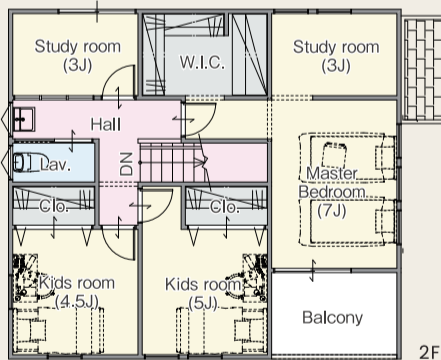 Study room
(3J)
W.I.C.
Study room
(3J)
Hall
Lav.
DN
Master
Bedroom
(7J)
Clo.
Clo.
Kids room
(4.5J)
Kids room
(5J)
Balcony
2F